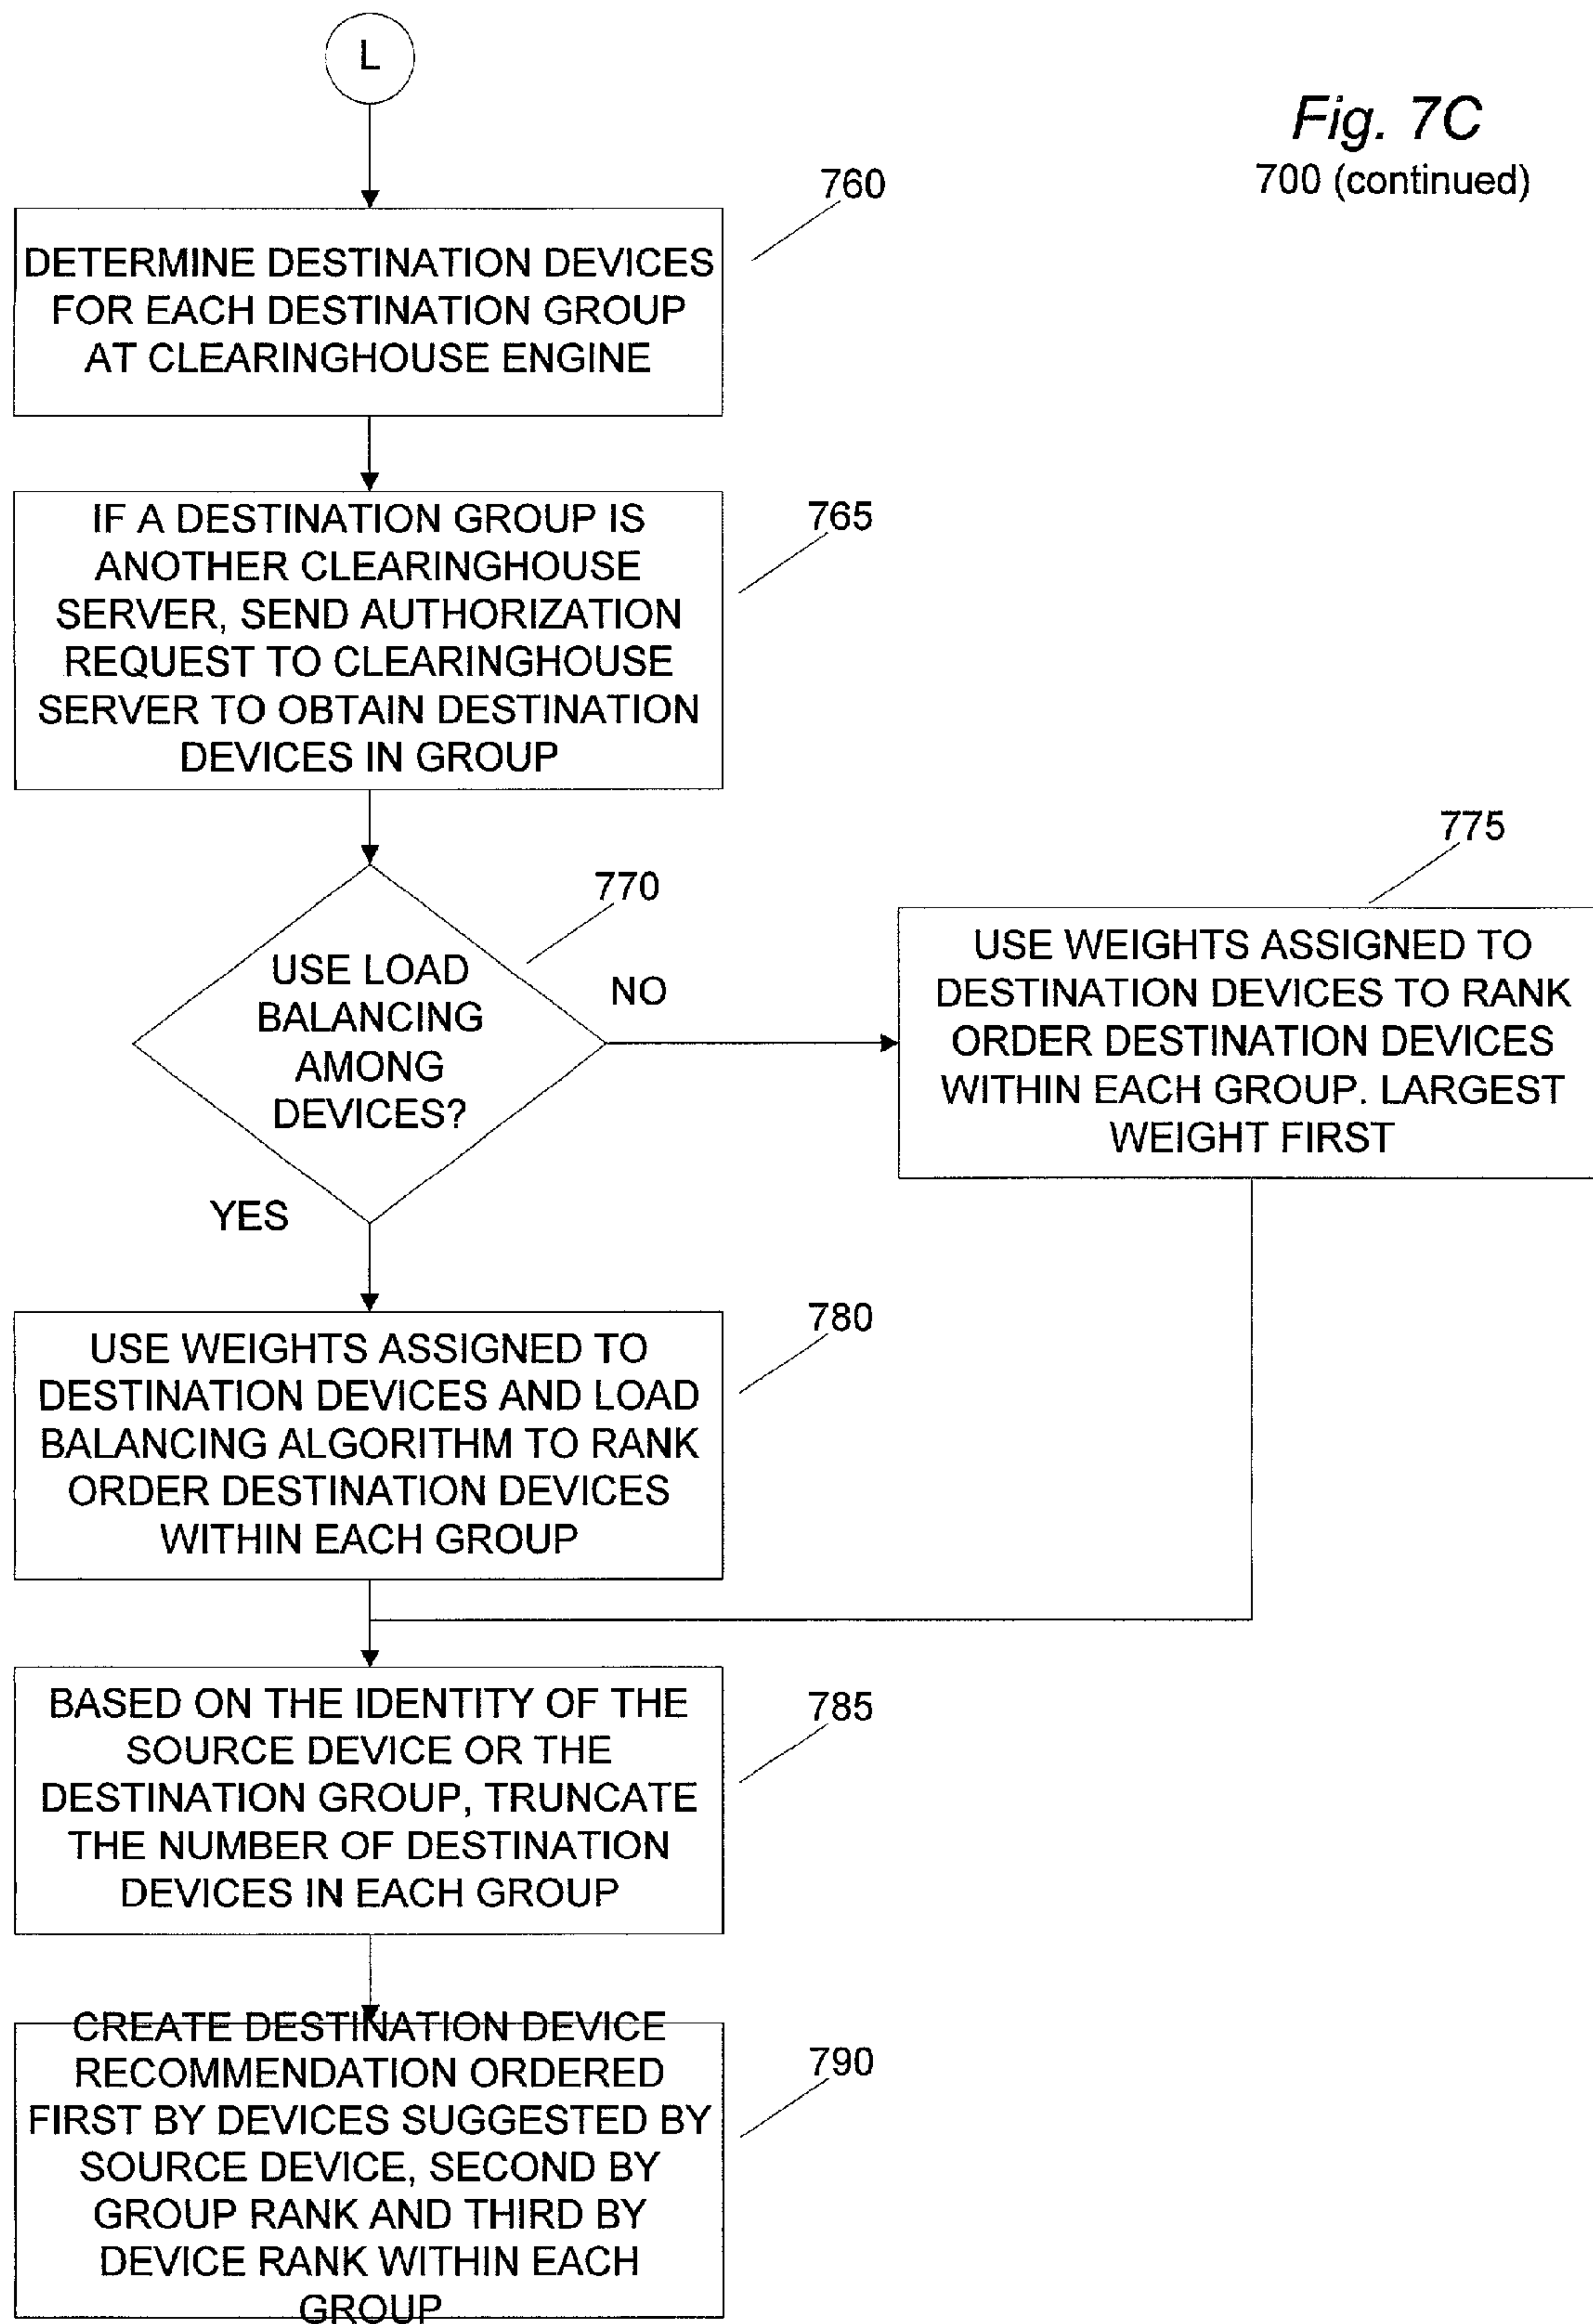 L
Fig. 7C
700 (continued)
760
DETERMINE DESTINATION DEVICES
FOR EACH DESTINATION GROUP
AT CLEARINGHOUSE ENGINE
765
IF A DESTINATION GROUP IS
ANOTHER CLEARINGHOUSE
SERVER, SEND AUTHORIZATION
REQUEST TO CLEARINGHOUSE
SERVER TO OBTAIN DESTINATION
DEVICES IN GROUP
770
USE LOAD
BALANCING
AMONG
DEVICES?
NO
YES
775
USE WEIGHTS ASSIGNED TO
DESTINATION DEVICES TO RANK
ORDER DESTINATION DEVICES
WITHIN EACH GROUP. LARGEST
WEIGHT FIRST
780
USE WEIGHTS ASSIGNED TO
DESTINATION DEVICES AND LOAD
BALANCING ALGORITHM TO RANK
ORDER DESTINATION DEVICES
WITHIN EACH GROUP
785
BASED ON THE IDENTITY OF THE
SOURCE DEVICE OR THE
DESTINATION GROUP, TRUNCATE
THE NUMBER OF DESTINATION
DEVICES IN EACH GROUP
790
CREATE DESTINATION DEVICE
RECOMMENDATION ORDERED
FIRST BY DEVICES SUGGESTED BY
SOURCE DEVICE, SECOND BY
GROUP RANK AND THIRD BY
DEVICE RANK WITHIN EACH
GROUP